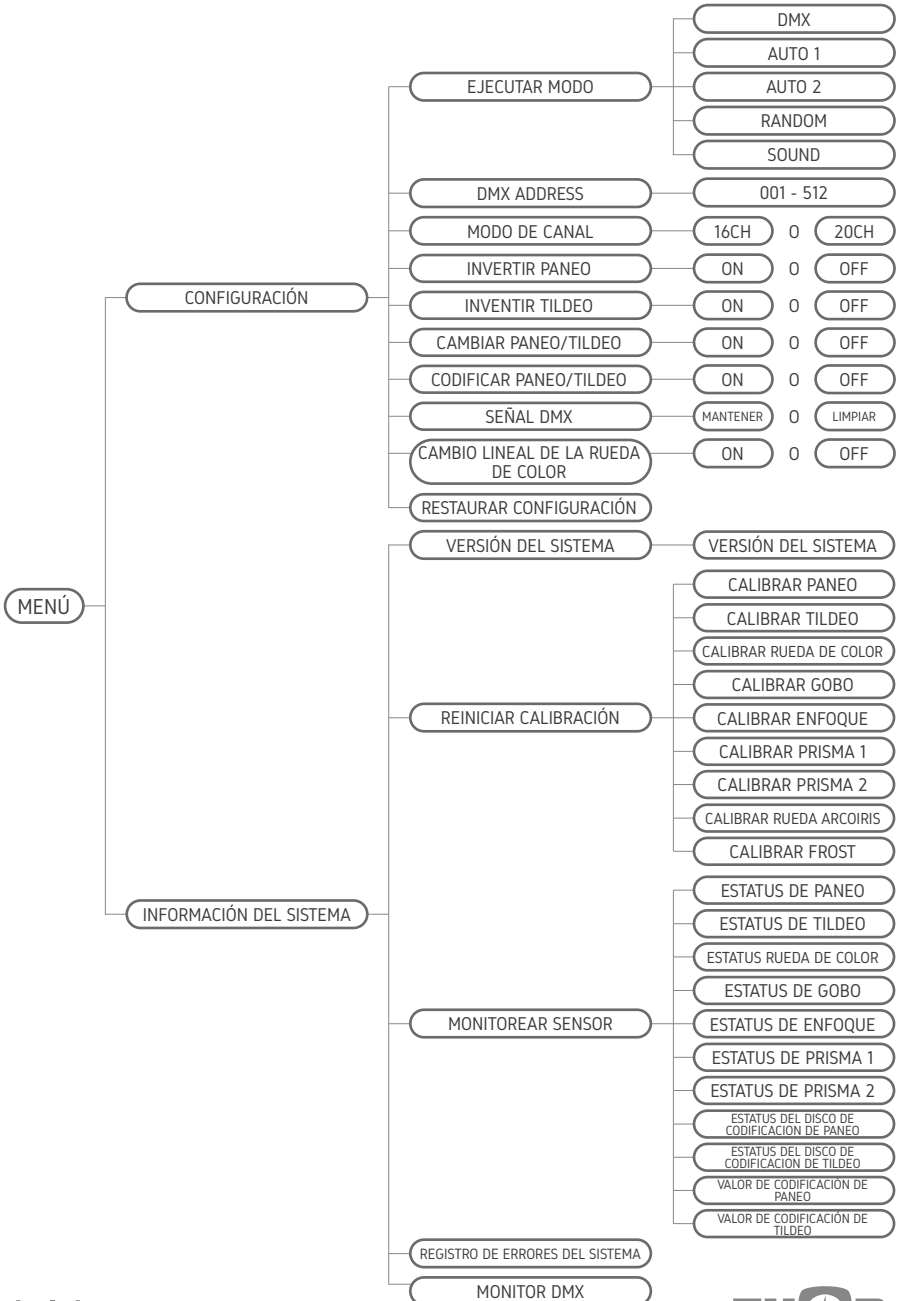 DMX
AUTO 1
EJECUTAR MODO
AUTO 2
RANDOM
SOUND
DMX ADDRESS
001 - 512
MODO DE CANAL
16CH O 20CH
INVERTIR PANEO
ON O OFF
CONFIGURACIÓN
INVENTIR TILDEO
ON O OFF
CAMBIAR PANEO/TILDEO
ON O OFF
CODIFICAR PANEO/TILDEO
ON O OFF
SEÑAL DMX
MANTENER O LIMPIAR
CAMBIO LINEAL DE LA RUEDA
DE COLOR
ON O OFF
RESTAURAR CONFIGURACIÓN
VERSIÓN DEL SISTEMA
VERSIÓN DEL SISTEMA
MENÚ
CALIBRAR PANEO
CALIBRAR TILDEO
CALIBRAR RUEDA DE COLOR
CALIBRAR GOBO
REINICIAR CALIBRACIÓN
CALIBRAR ENFOQUE
CALIBRAR PRISMA 1
CALIBRAR PRISMA 2
CALIBRAR RUEDA ARCOIRIS
CALIBRAR FROST
INFORMACIÓN DEL SISTEMA
ESTATUS DE PANEO
ESTATUS DE TILDEO
ESTATUS RUEDA DE COLOR
ESTATUS DE GOBO
MONITOREAR SENSOR
ESTATUS DE ENFOQUE
ESTATUS DE PRISMA 1
ESTATUS DE PRISMA 2
ESTATUS DEL DISCO DE
CODIFICACION DE PANEO
ESTATUS DEL DISCO DE
CODIFICACION DE TILDEO
VALOR DE CODIFICACIÓN DE
PANEO
VALOR DE CODIFICACIÓN DE
TILDEO
REGISTRO DE ERRORES DEL SISTEMA
MONITOR DMX